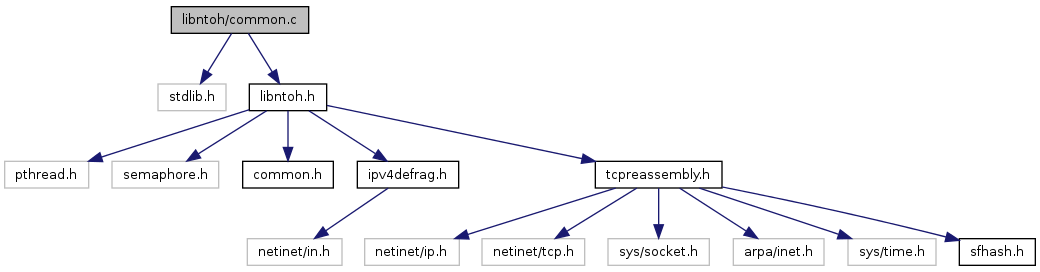 libntoh/common.c
stdlib.h
libntoh.h
pthread.h
semaphore.h
common.h
ipv4defrag.h
tcpreassembly.h
netinet/in.h
netinet/ip.h
netinet/tcp.h
sys/socket.h
arpa/inet.h
sys/time.h
sfhash.h